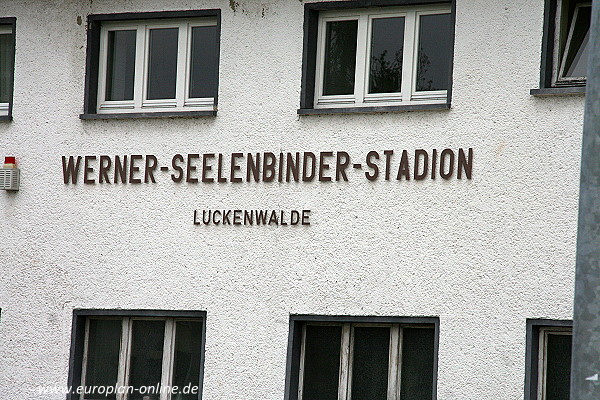 WERNER-SEELENBINDER-STADION
LUCKENWALDE
www.europlan-online.de